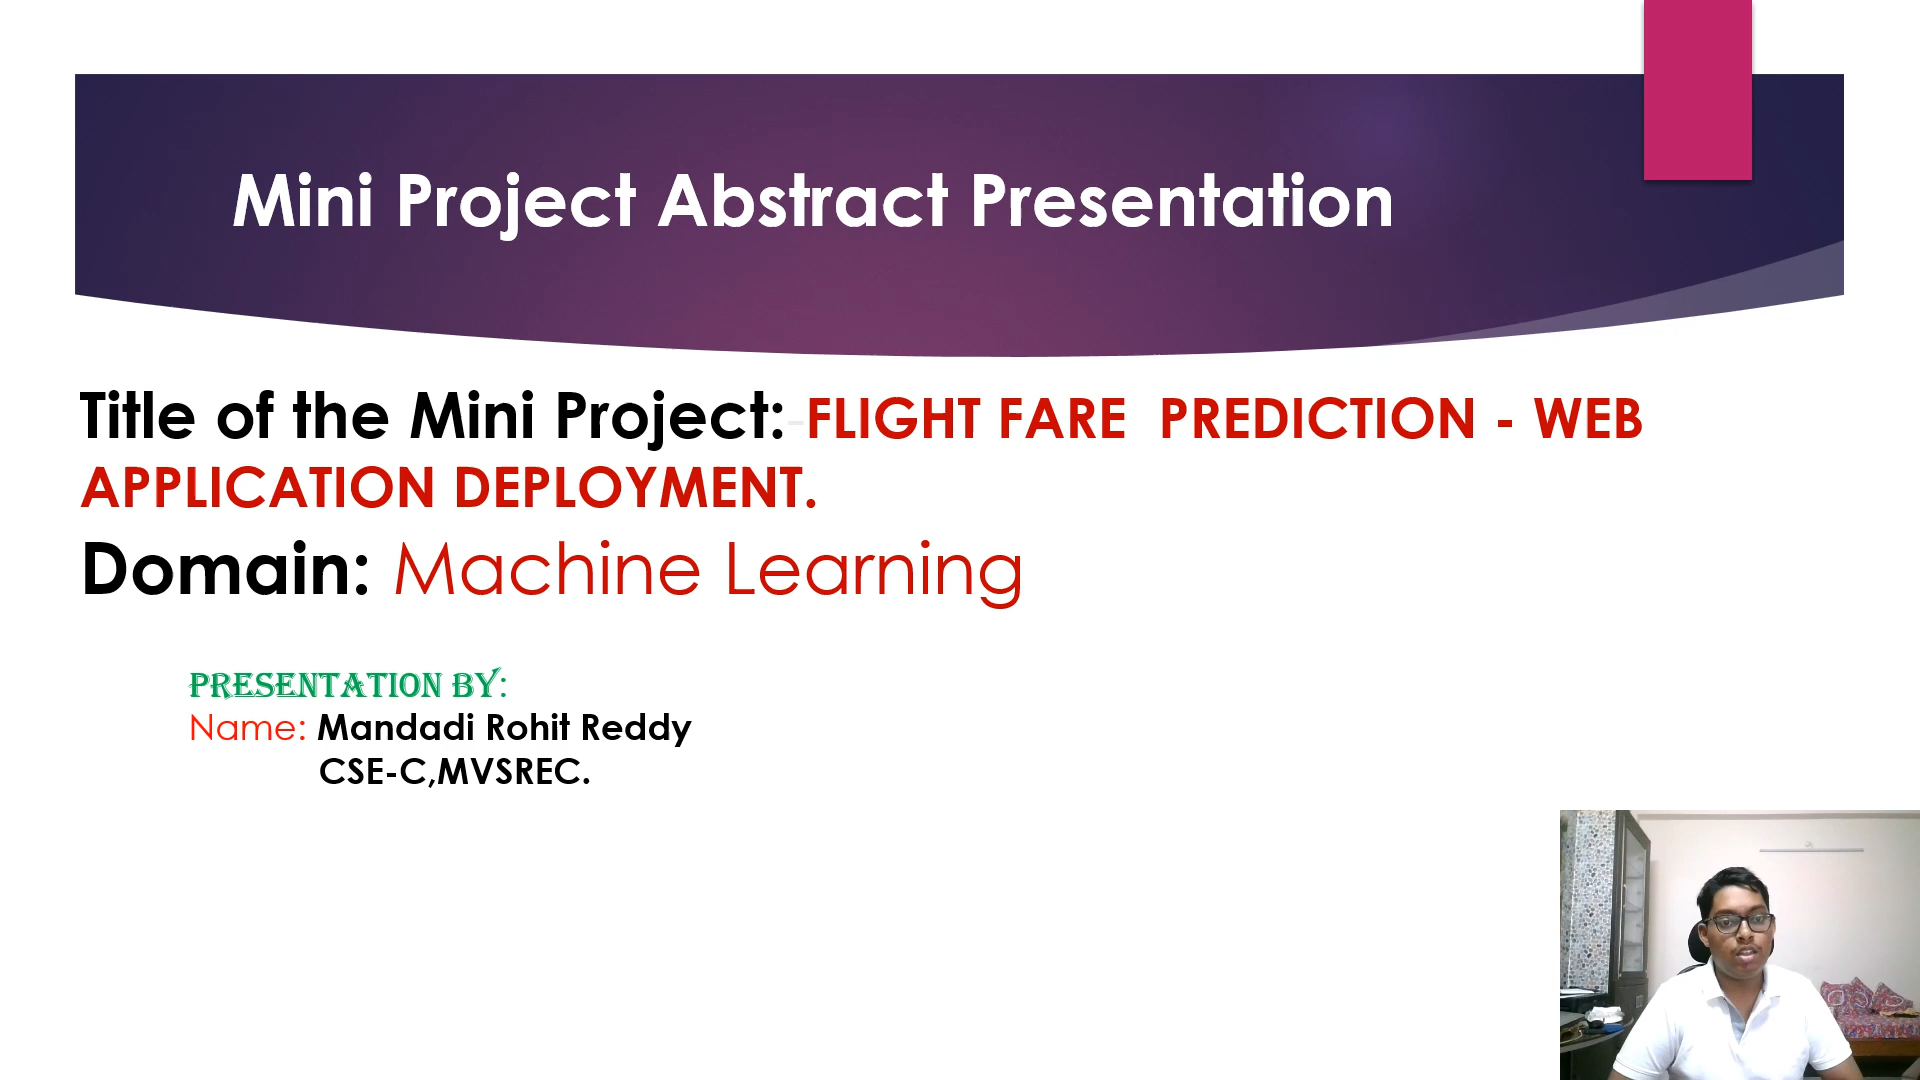 Mini Project Abstract Presentation
Title of the Mini Project:-FLIGHT FARE  PREDICTION - WEB
APPLICATION DEPLOYMENT.
Domain: Machine Learning
PRESENTATION BY:
Name: Mandadi Rohit Reddy
CSE-C,MVSREC.